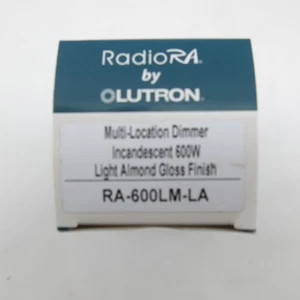 RadioRA®
by
LUTRON®
Multi-Location Dimmer
Incandescent 600W
Light Almond Gloss Finish
RA-600LM-LA